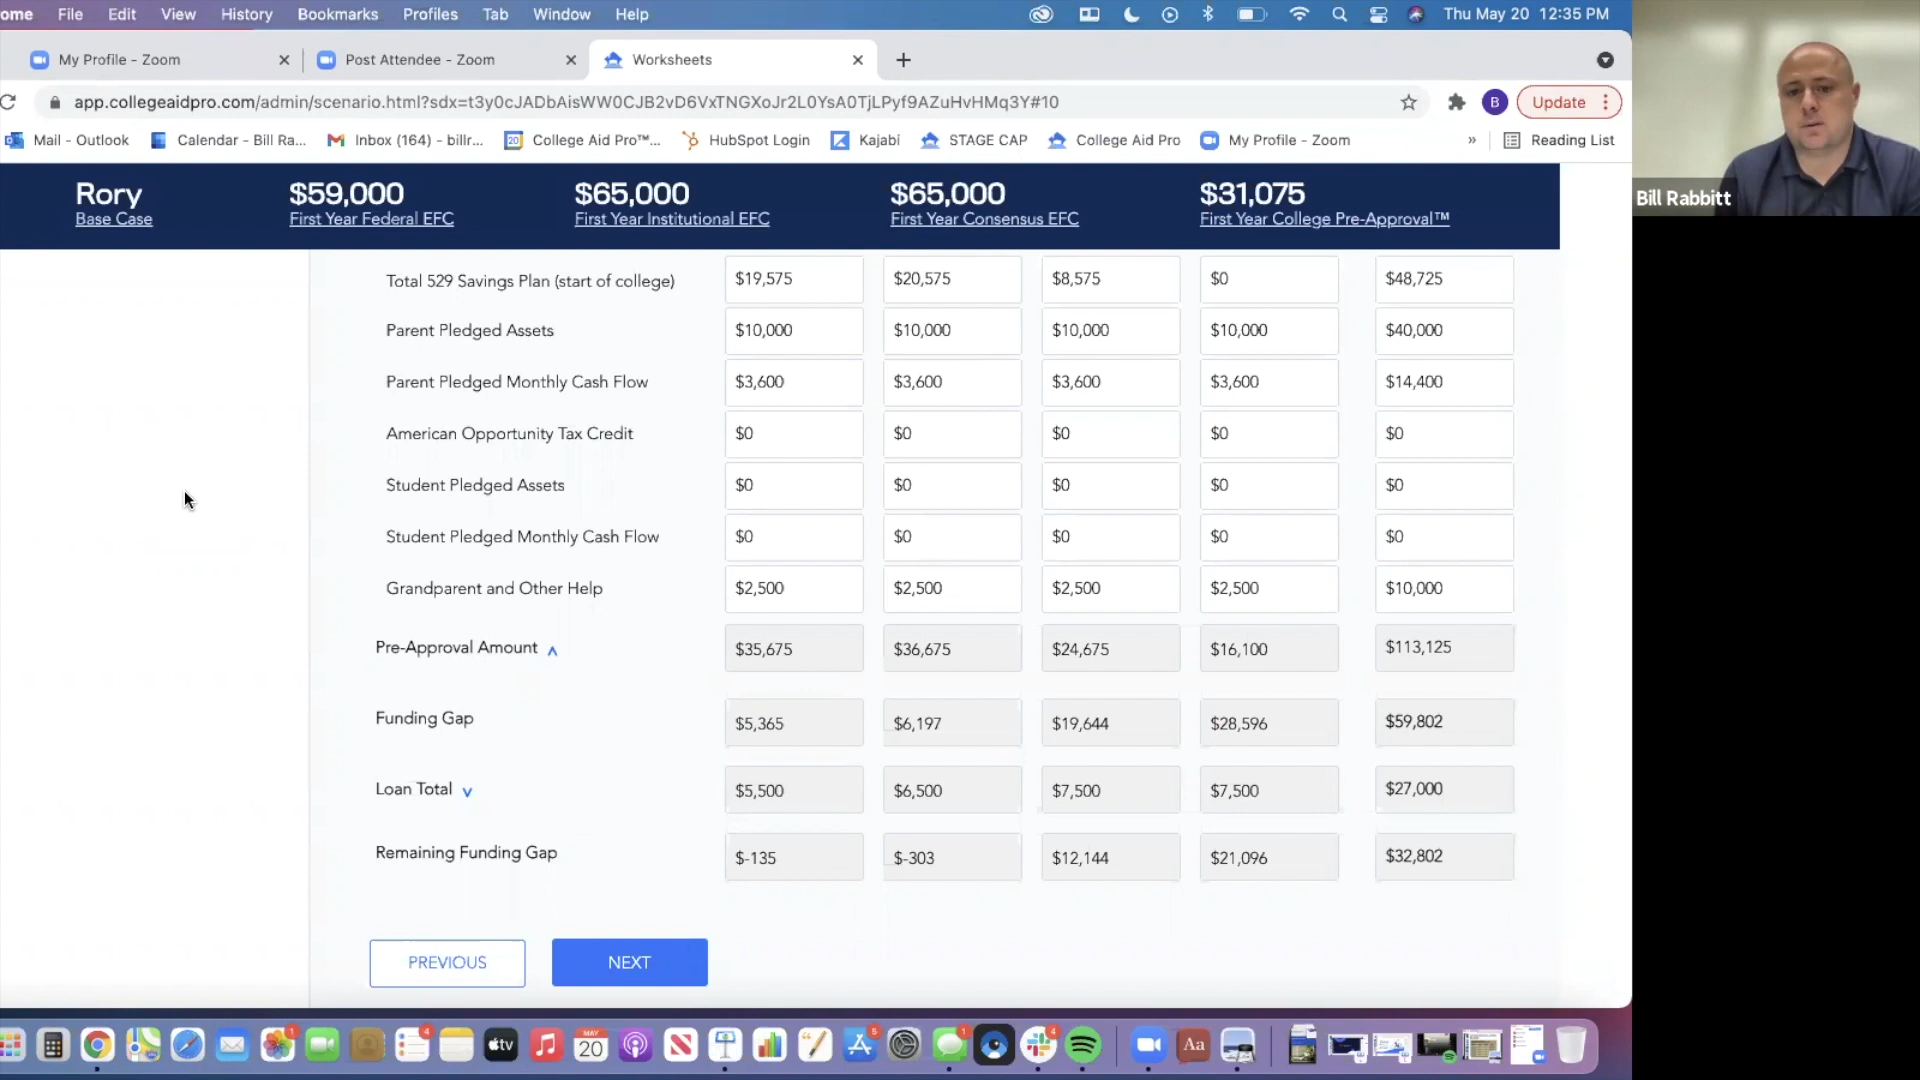 ome File Edit View History Bookmarks Profiles Tab Window Help Thu May 20 12:35 PM
My Profile - Zoom Post Attendee - Zoom Worksheets
app.collegeaidpro.com/admin/scenario.html?sdx=t3y0cJADbAisWW0CJB2vD6VxTNGXoJr2L0YsA0TjLPyf9AZuHvHMq3Y#10 B Update
Mail - Outlook Calendar - Bill Ra... Inbox (164) - billr... 20 College Aid Pro™... HubSpot Login Kajabi STAGE CAP College Aid Pro My Profile - Zoom » Reading List
Rory $59,000 $65,000 $65,000 $31,075
Base Case First Year Federal EFC First Year Institutional EFC First Year Consensus EFC First Year College Pre-Approval™
Bill Rabbitt
Total 529 Savings Plan (start of college) $19,575 $20,575 $8,575 $0 $48,725
Parent Pledged Assets $10,000 $10,000 $10,000 $10,000 $40,000
Parent Pledged Monthly Cash Flow $3,600 $3,600 $3,600 $3,600 $14,400
American Opportunity Tax Credit $0 $0 $0 $0 $0
Student Pledged Assets $0 $0 $0 $0 $0
Student Pledged Monthly Cash Flow $0 $0 $0 $0 $0
Grandparent and Other Help $2,500 $2,500 $2,500 $2,500 $10,000
Pre-Approval Amount $35,675 $36,675 $24,675 $16,100 $113,125
Funding Gap $5,365 $6,197 $19,644 $28,596 $59,802
Loan Total $5,500 $6,500 $7,500 $7,500 $27,000
Remaining Funding Gap $-135 $-303 $12,144 $21,096 $32,802
PREVIOUS NEXT
1 4 tv MAY 20 5 1 4 Aa